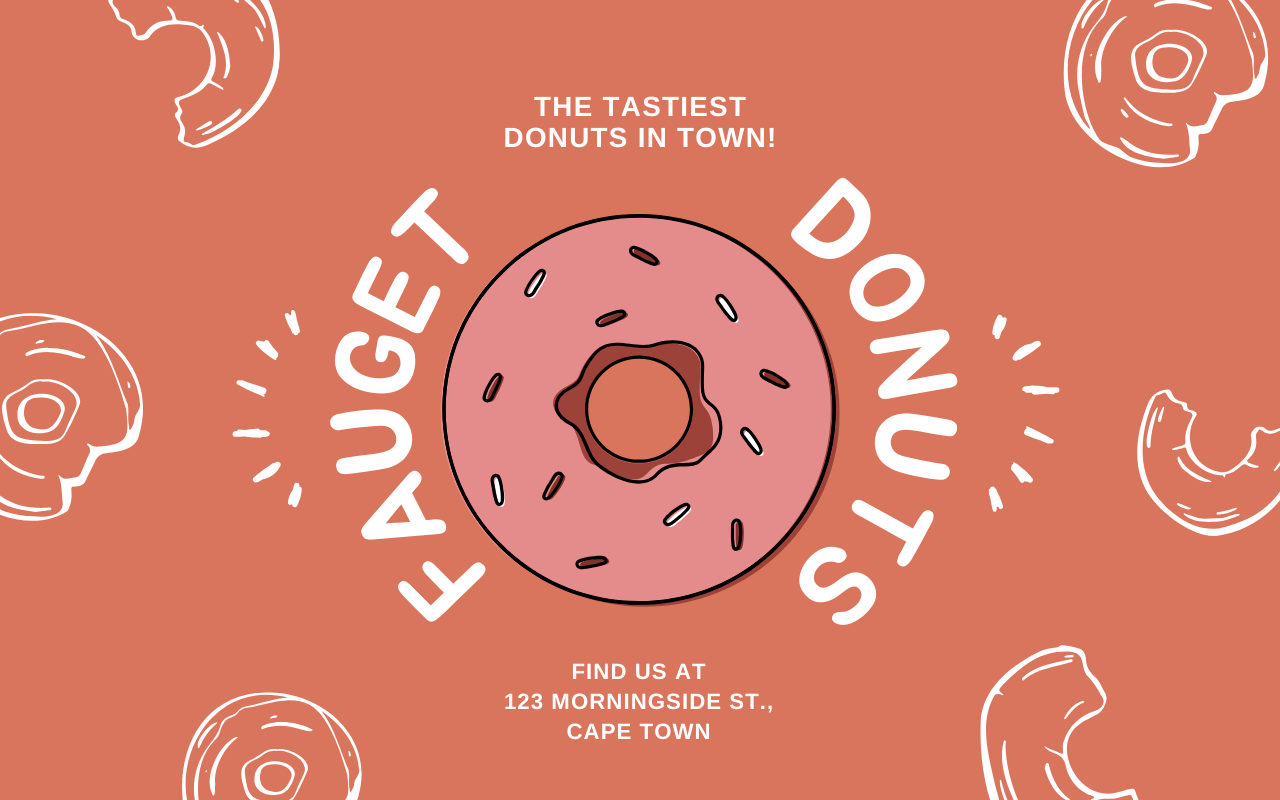 THE TASTIEST
DONUTS IN TOWN!
FAUGET
DONUTS
FIND US AT
123 MORNINGSIDE ST.,
CAPE TOWN